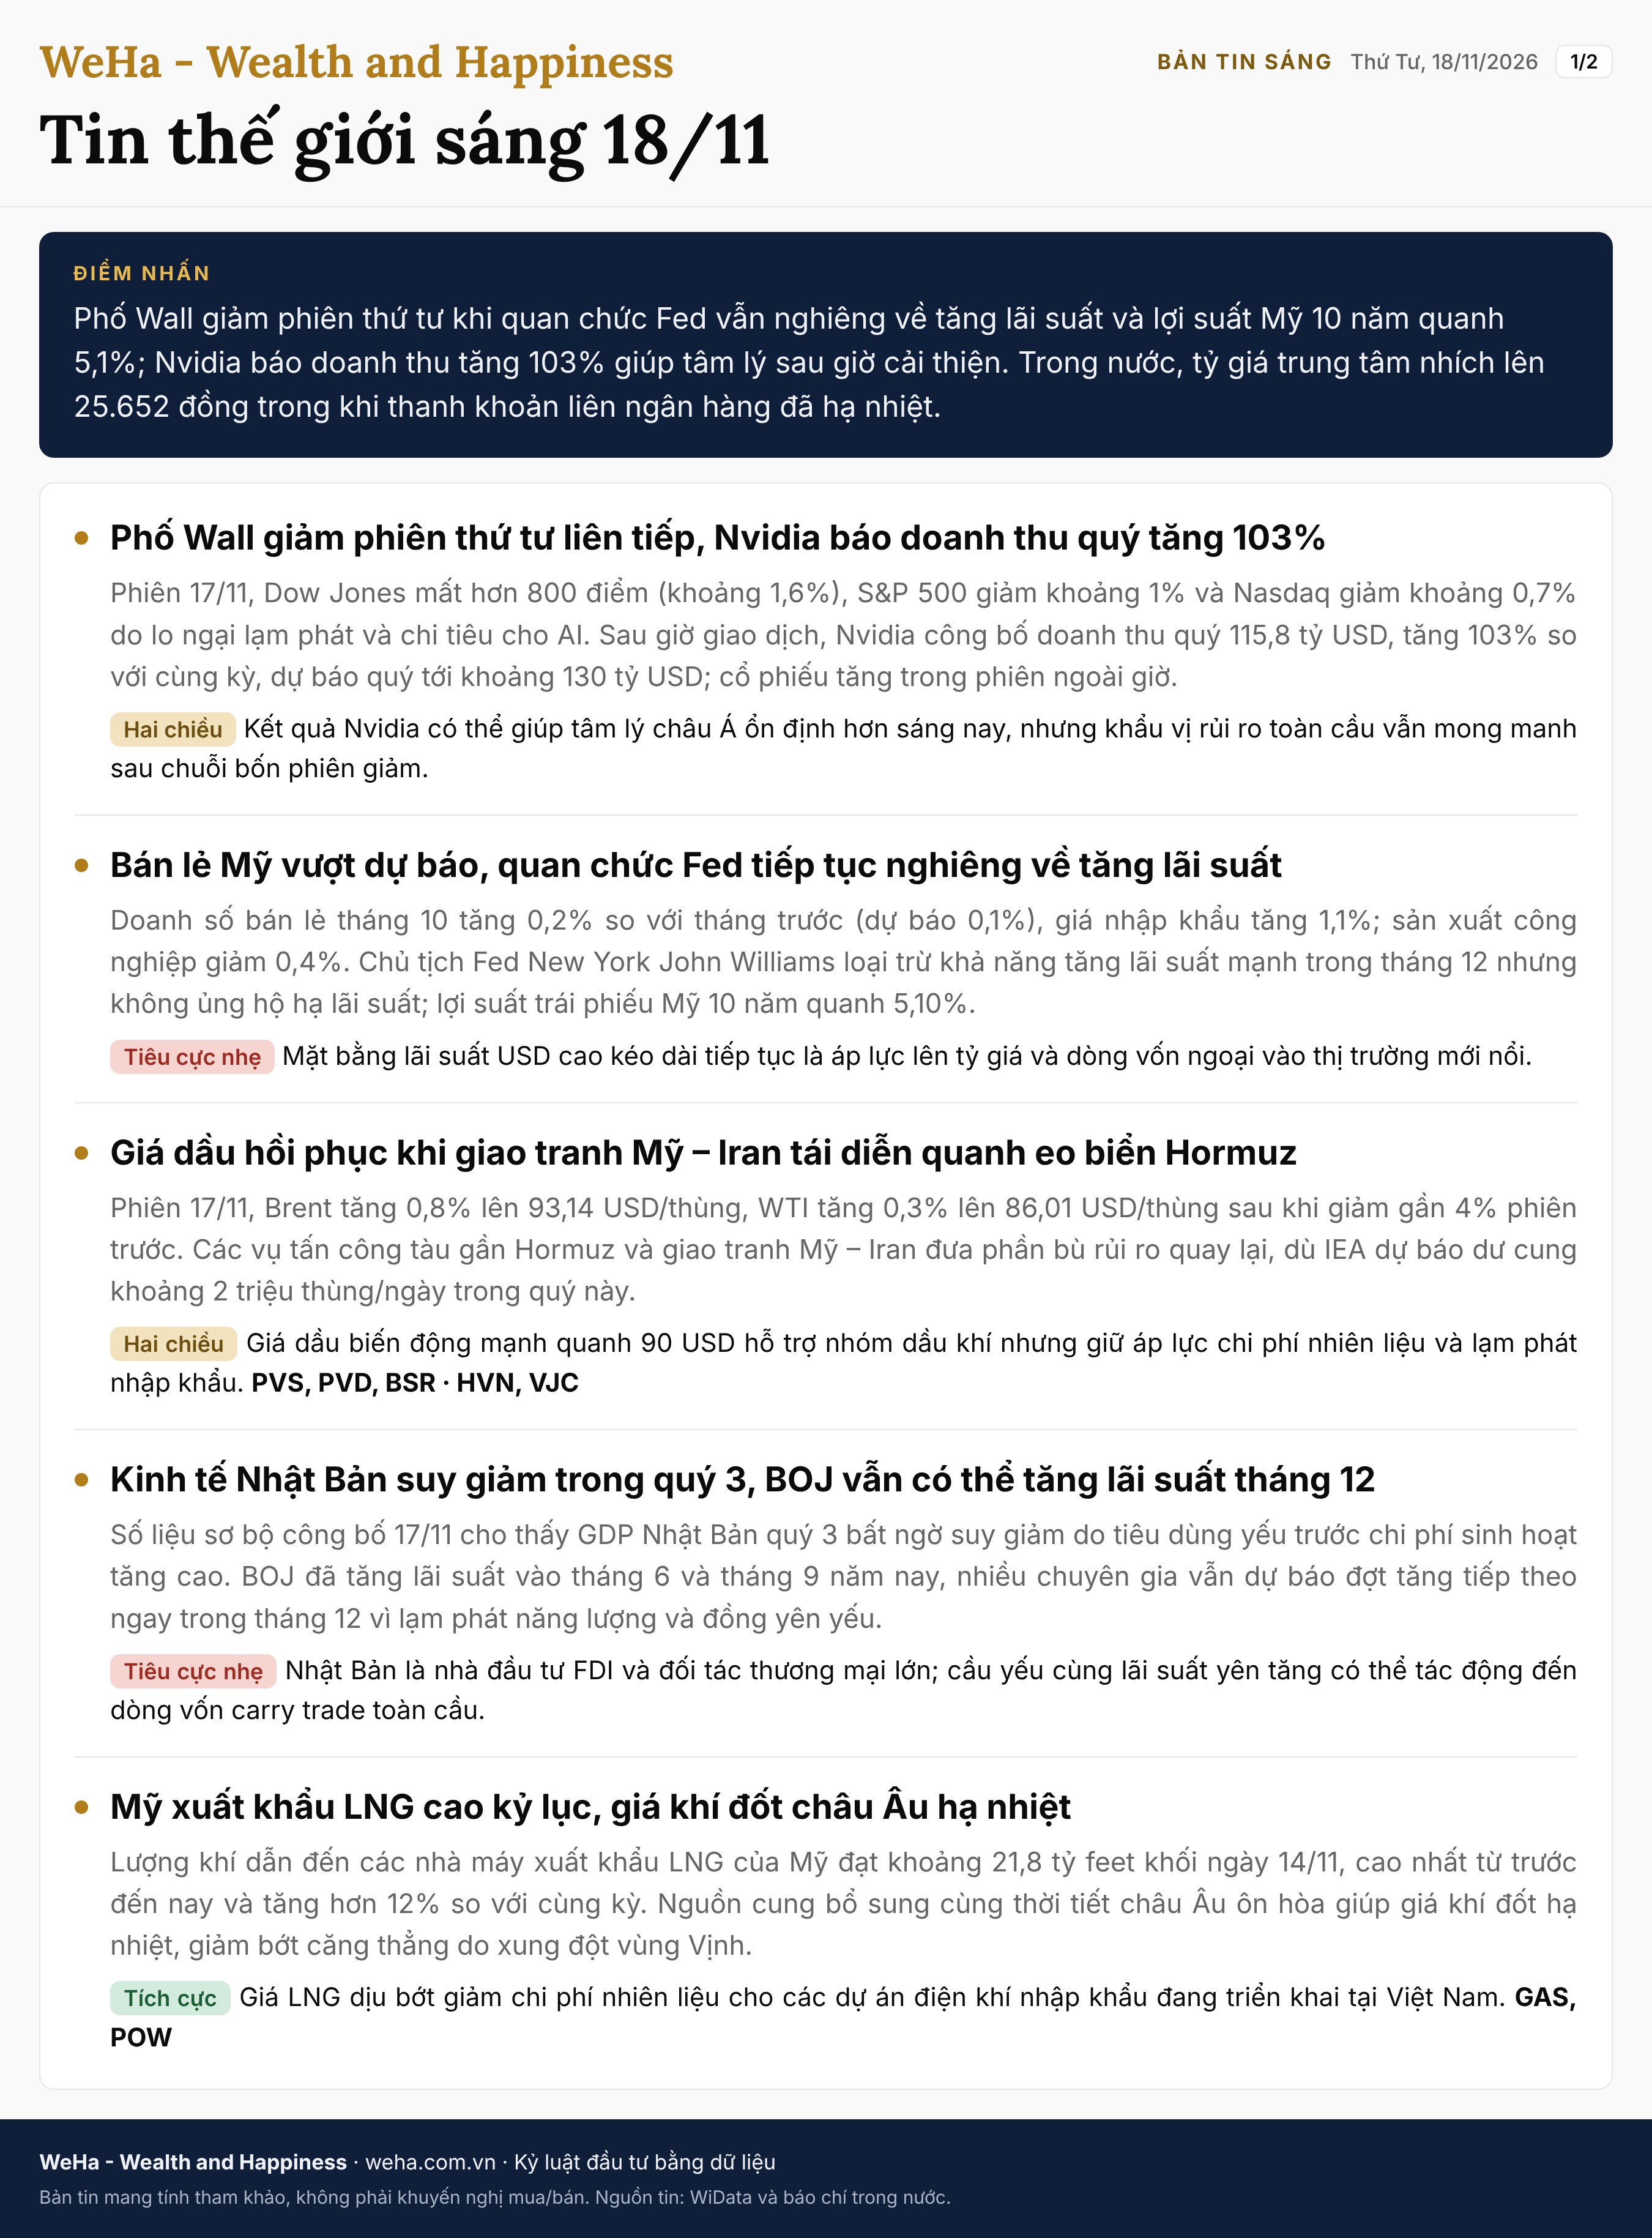 WeHa - Wealth and Happiness
BẢN TIN SÁNG Thứ Tư, 18/11/2026 1/2
Tin thế giới sáng 18/11
ĐIỂM NHẤN
Phố Wall giảm phiên thứ tư khi quan chức Fed vẫn nghiêng về tăng lãi suất và lợi suất Mỹ 10 năm quanh
5,1%; Nvidia báo doanh thu tăng 103% giúp tâm lý sau giờ cải thiện. Trong nước, tỷ giá trung tâm nhích lên
25.652 đồng trong khi thanh khoản liên ngân hàng đã hạ nhiệt.
Phố Wall giảm phiên thứ tư liên tiếp, Nvidia báo doanh thu quý tăng 103%
Phiên 17/11, Dow Jones mất hơn 800 điểm (khoảng 1,6%), S&P 500 giảm khoảng 1% và Nasdaq giảm khoảng 0,7%
do lo ngại lạm phát và chi tiêu cho AI. Sau giờ giao dịch, Nvidia công bố doanh thu quý 115,8 tỷ USD, tăng 103% so
với cùng kỳ, dự báo quý tới khoảng 130 tỷ USD; cổ phiếu tăng trong phiên ngoài giờ.
Hai chiều Kết quả Nvidia có thể giúp tâm lý châu Á ổn định hơn sáng nay, nhưng khẩu vị rủi ro toàn cầu vẫn mong manh
sau chuỗi bốn phiên giảm.
Bán lẻ Mỹ vượt dự báo, quan chức Fed tiếp tục nghiêng về tăng lãi suất
Doanh số bán lẻ tháng 10 tăng 0,2% so với tháng trước (dự báo 0,1%), giá nhập khẩu tăng 1,1%; sản xuất công
nghiệp giảm 0,4%. Chủ tịch Fed New York John Williams loại trừ khả năng tăng lãi suất mạnh trong tháng 12 nhưng
không ủng hộ hạ lãi suất; lợi suất trái phiếu Mỹ 10 năm quanh 5,10%.
Tiêu cực nhẹ Mặt bằng lãi suất USD cao kéo dài tiếp tục là áp lực lên tỷ giá và dòng vốn ngoại vào thị trường mới nổi.
Giá dầu hồi phục khi giao tranh Mỹ – Iran tái diễn quanh eo biển Hormuz
Phiên 17/11, Brent tăng 0,8% lên 93,14 USD/thùng, WTI tăng 0,3% lên 86,01 USD/thùng sau khi giảm gần 4% phiên
trước. Các vụ tấn công tàu gần Hormuz và giao tranh Mỹ – Iran đưa phần bù rủi ro quay lại, dù IEA dự báo dư cung
khoảng 2 triệu thùng/ngày trong quý này.
Hai chiều Giá dầu biến động mạnh quanh 90 USD hỗ trợ nhóm dầu khí nhưng giữ áp lực chi phí nhiên liệu và lạm phát
nhập khẩu. PVS, PVD, BSR · HVN, VJC
Kinh tế Nhật Bản suy giảm trong quý 3, BOJ vẫn có thể tăng lãi suất tháng 12
Số liệu sơ bộ công bố 17/11 cho thấy GDP Nhật Bản quý 3 bất ngờ suy giảm do tiêu dùng yếu trước chi phí sinh hoạt
tăng cao. BOJ đã tăng lãi suất vào tháng 6 và tháng 9 năm nay, nhiều chuyên gia vẫn dự báo đợt tăng tiếp theo
ngay trong tháng 12 vì lạm phát năng lượng và đồng yên yếu.
Tiêu cực nhẹ Nhật Bản là nhà đầu tư FDI và đối tác thương mại lớn; cầu yếu cùng lãi suất yên tăng có thể tác động đến
dòng vốn carry trade toàn cầu.
Mỹ xuất khẩu LNG cao kỷ lục, giá khí đốt châu Âu hạ nhiệt
Lượng khí dẫn đến các nhà máy xuất khẩu LNG của Mỹ đạt khoảng 21,8 tỷ feet khối ngày 14/11, cao nhất từ trước
đến nay và tăng hơn 12% so với cùng kỳ. Nguồn cung bổ sung cùng thời tiết châu Âu ôn hòa giúp giá khí đốt hạ
nhiệt, giảm bớt căng thẳng do xung đột vùng Vịnh.
Tích cực Giá LNG dịu bớt giảm chi phí nhiên liệu cho các dự án điện khí nhập khẩu đang triển khai tại Việt Nam. GAS,
POW
WeHa - Wealth and Happiness · weha.com.vn · Kỷ luật đầu tư bằng dữ liệu
Bản tin mang tính tham khảo, không phải khuyến nghị mua/bán. Nguồn tin: WiData và báo chí trong nước.